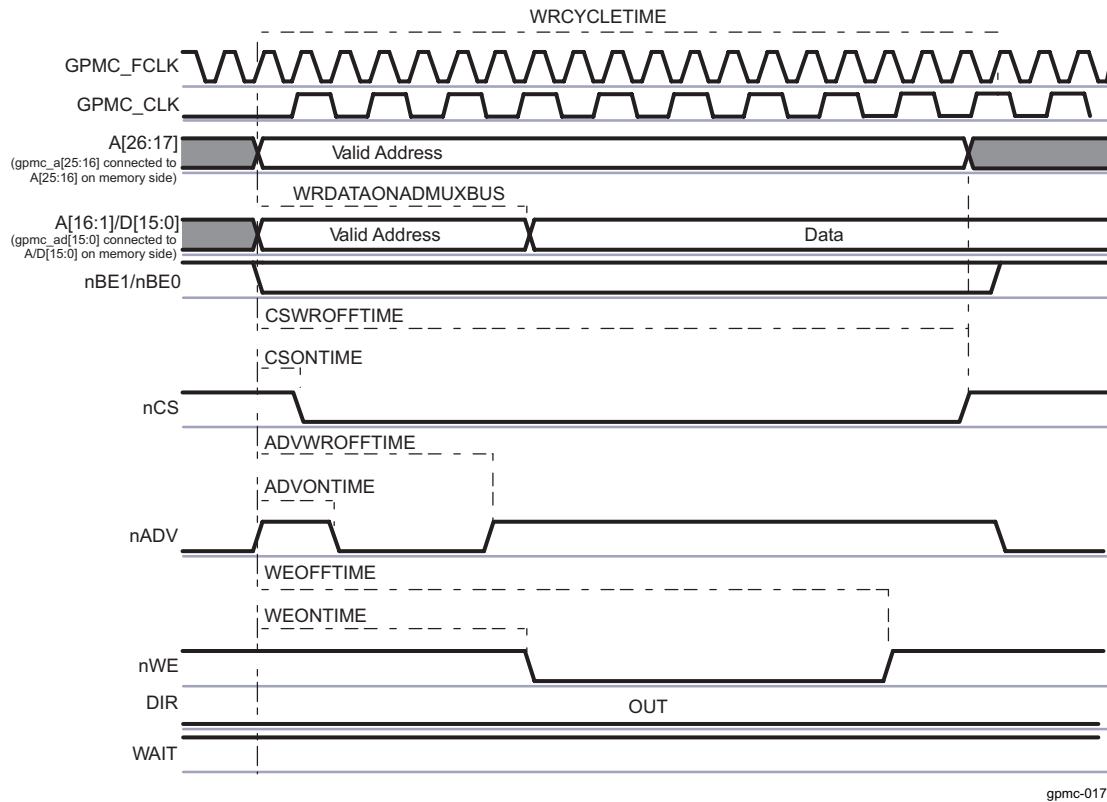 WRCYCLETIME
GPMC_FCLK
GPMC_CLK
A[26:17]
(gpmc_a[25:16] connected to
A[25:16] on memory side)
Valid Address
WRDATAONADMUXBUS
A[16:1]/D[15:0]
(gpmc_ad[15:0] connected to
A/D[15:0] on memory side)
Valid Address
Data
nBE1/nBE0
CSWROFFTIME
CSONTIME
nCS
ADVWROFFTIME
ADVONTIME
nADV
WEOFFTIME
WEONTIME
nWE
DIR
OUT
WAIT
gpmc-017